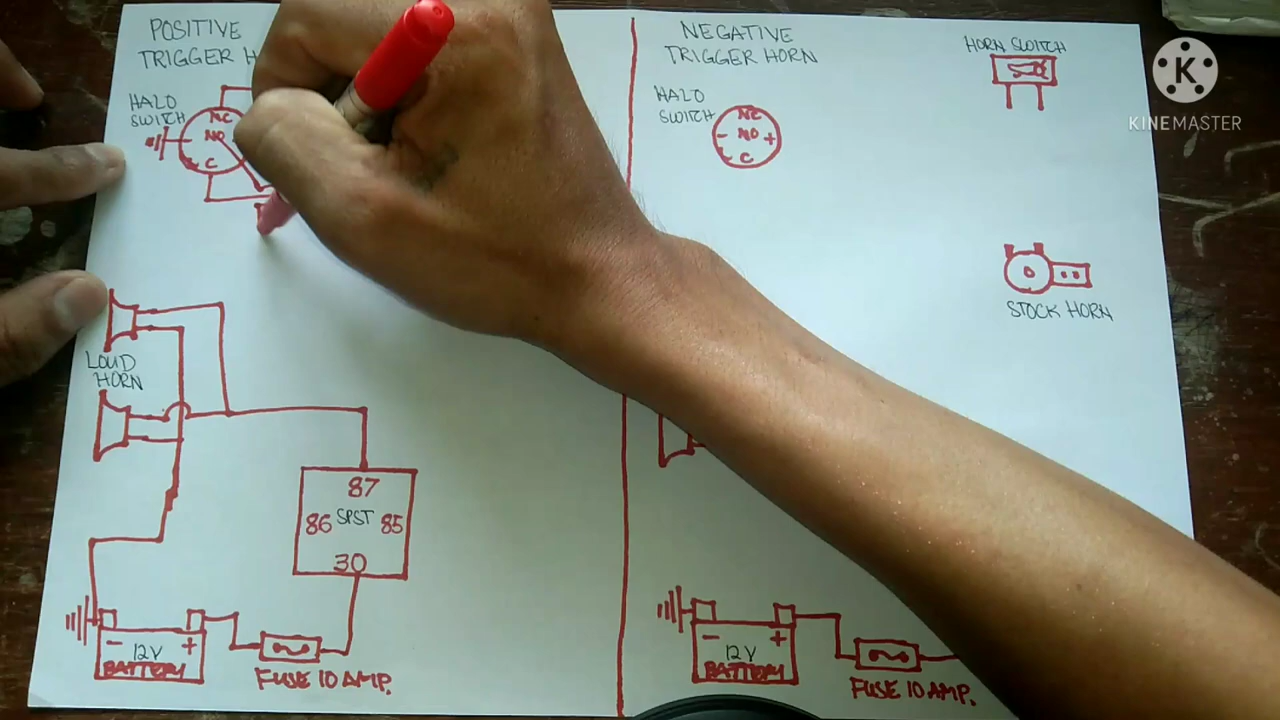 POSITIVE
TRIGGER H
HALO
SWITCH
NC
NO
C
LOUD
HORN
87
86 SPST 85
30
- +
12V
BATTERY
FUSE 10 AMP.
NEGATIVE
TRIGGER HORN
HALO
SWITCH
NC
- NO +
C
HORN SWITCH
STOCK HORN
- +
12V
BATTERY
FUSE 10 AMP.
K
KINEMASTER